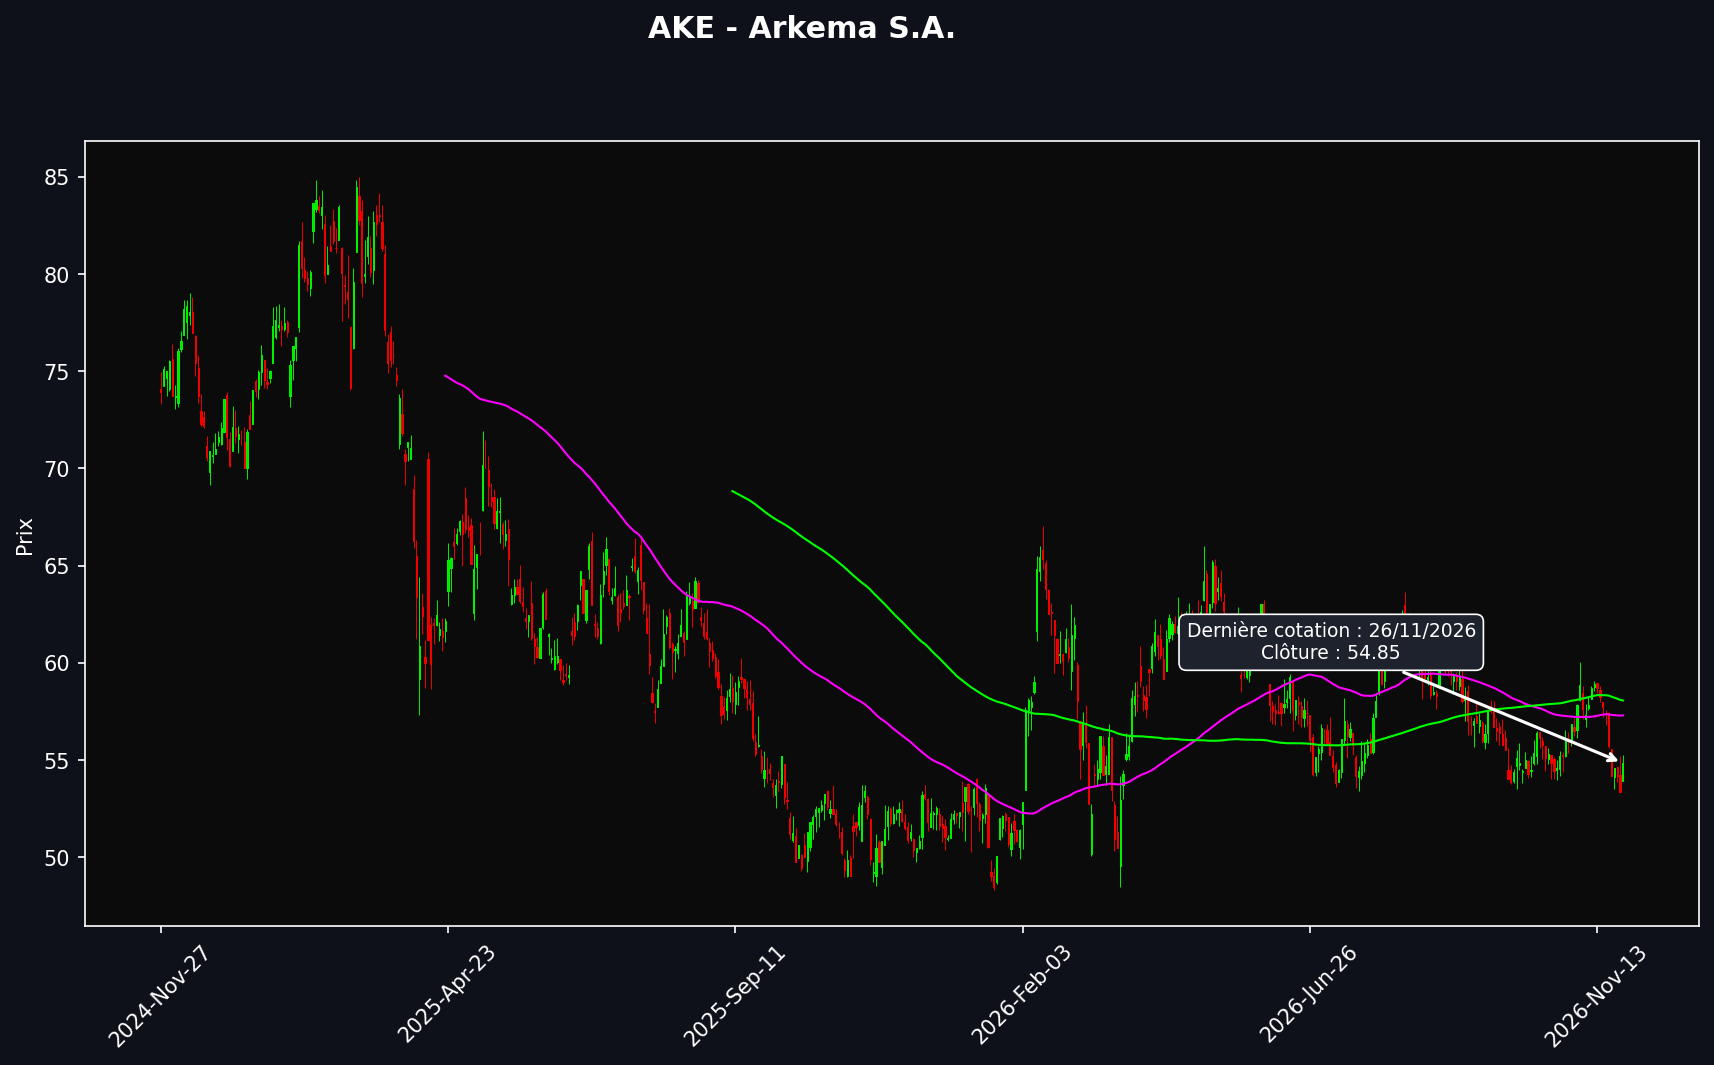 AKE - Arkema S.A.
Prix
85
80
75
70
65
60
55
50
Dernière cotation : 26/11/2026
Clôture : 54.85
2024-Nov-27
2025-Apr-23
2025-Sep-11
2026-Feb-03
2026-Jun-26
2026-Nov-13